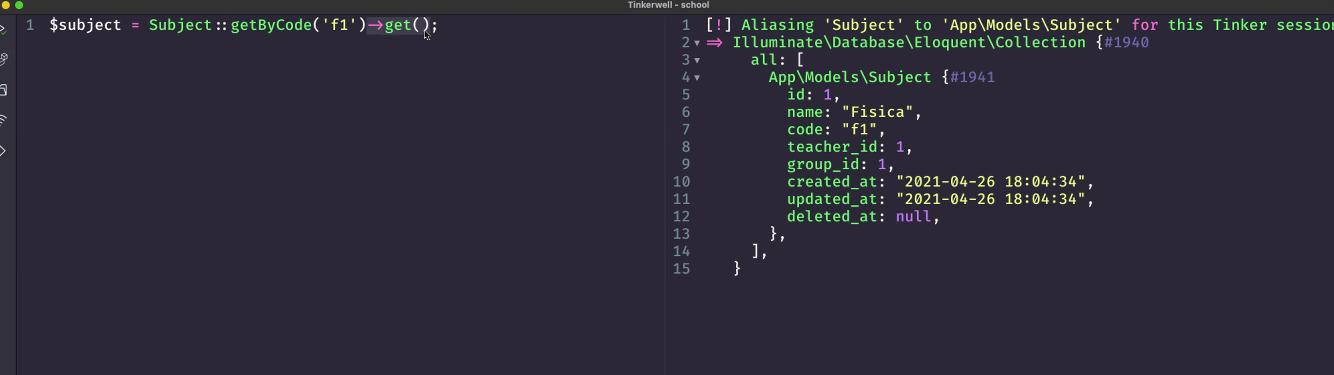 Tinkerwell - school
1 $subject = Subject::getByCode('f1')->get();
1 [!] Aliasing 'Subject' to 'App\Models\Subject' for this Tinker session
2 => Illuminate\Database\Eloquent\Collection {#1940
3 all: [
4 App\Models\Subject {#1941
5 id: 1,
6 name: "Fisica",
7 code: "f1",
8 teacher_id: 1,
9 group_id: 1,
10 created_at: "2021-04-26 18:04:34",
11 updated_at: "2021-04-26 18:04:34",
12 deleted_at: null,
13 },
14 ],
15 }